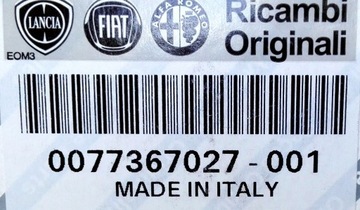 LANCIA
FIAT
ALFA ROMEO
Ricambi
Originali
EOM3
0077367027 - 001
MADE IN ITALY